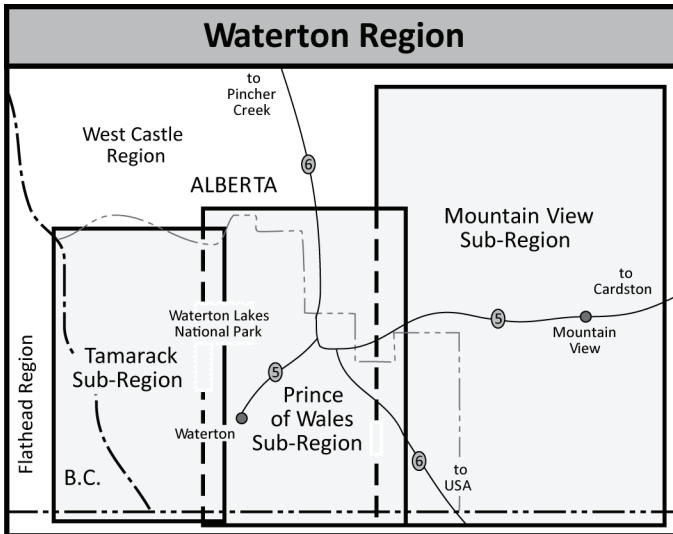 Waterton Region
to
Pincher
Creek
West Castle
Region
6
ALBERTA
Mountain View
Sub-Region
to
Cardston
Waterton Lakes
National Park
5
Mountain
View
Flathead Region
Tamarack
Sub-Region
5
Prince
of Wales
Sub-Region
Waterton
B.C.
6
to
USA